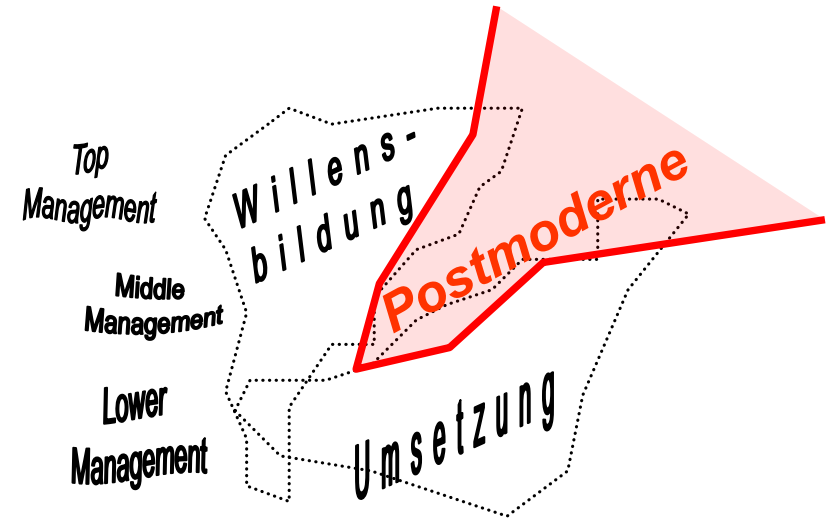 Top
Management
Middle
Management
Lower
Management
Willens-
bildung
Postmoderne
Umsetzung